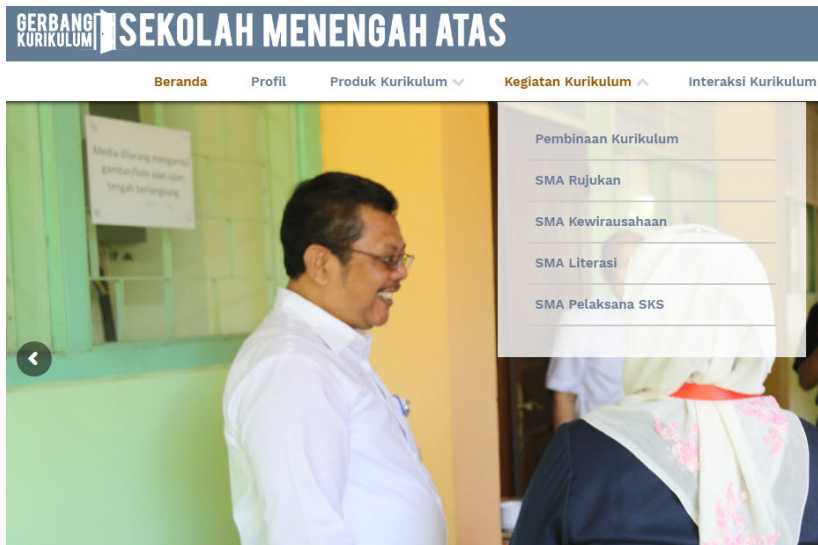 GERBANG
KURIKULUM
SEKOLAH MENENGAH ATAS
Beranda
Profil
Produk Kurikulum
Kegiatan Kurikulum
Interaksi Kurikulum
Pembinaan Kurikulum
SMA Rujukan
SMA Kewirausahaan
SMA Literasi
SMA Pelaksana SKS
Media dilarang mengambil
gambar/foto saat ujian
tengah berlangsung